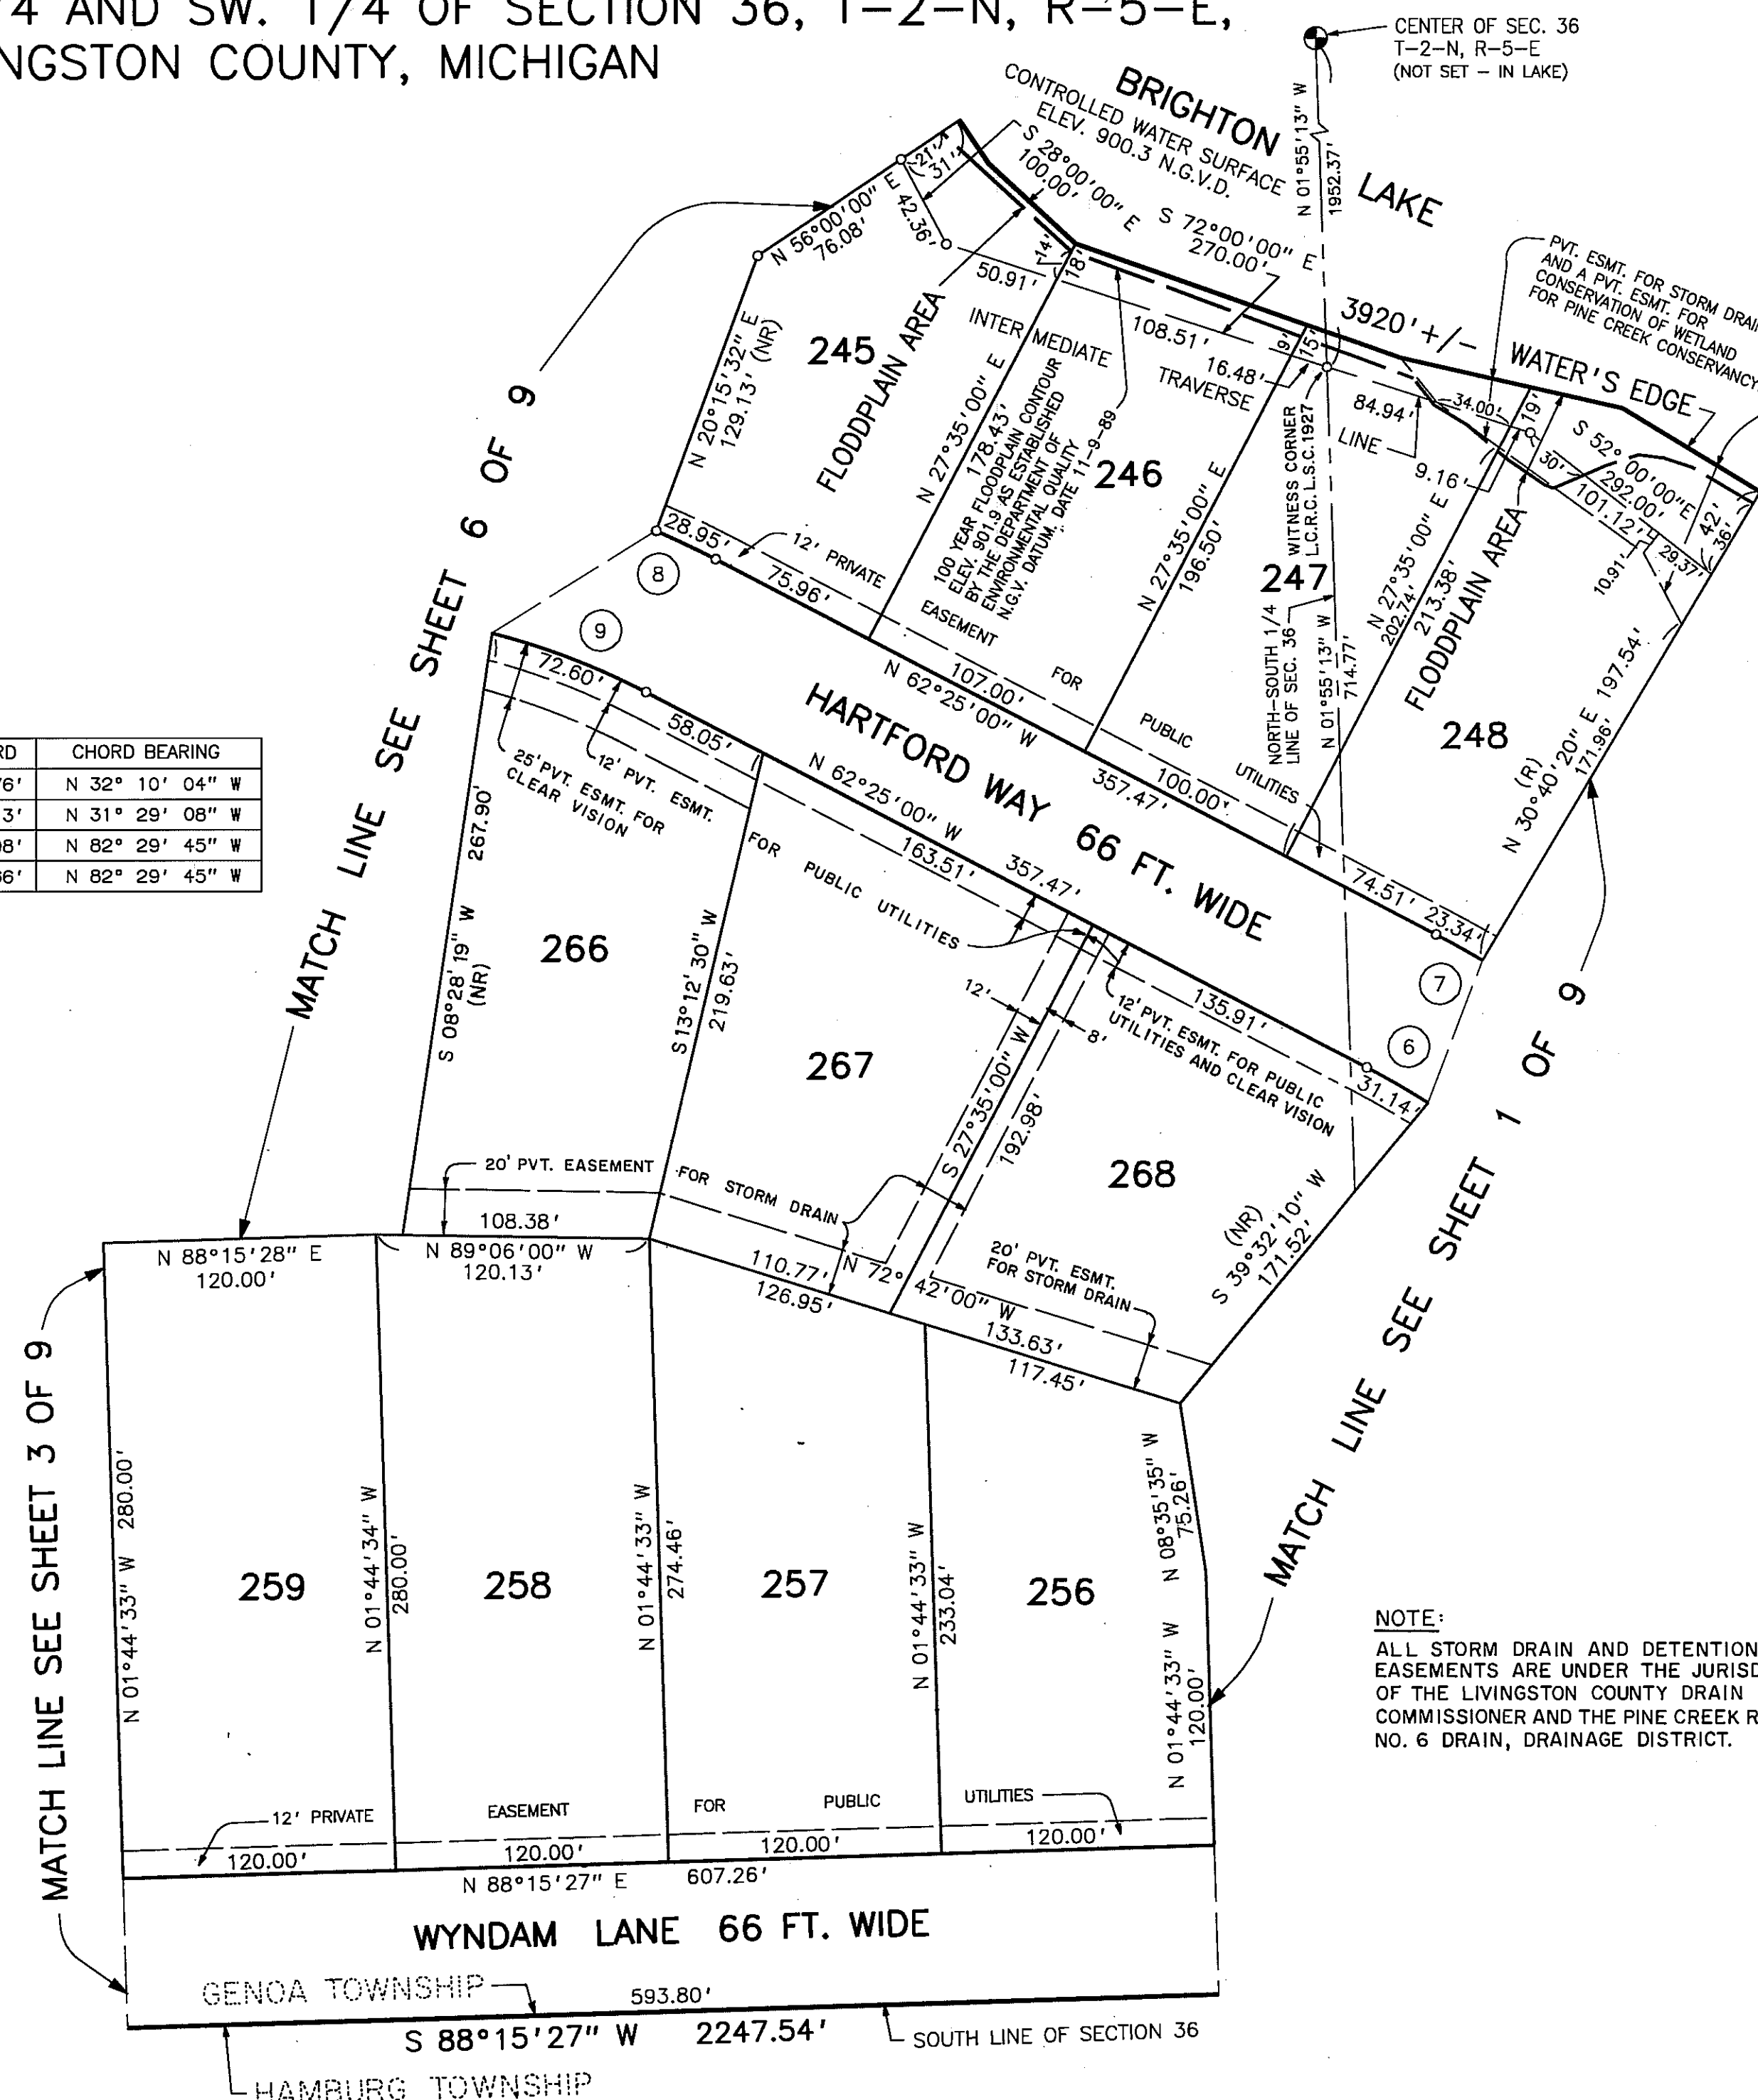 /4 AND SW. 1/4 OF SECTION 36, T-2-N, R-5-E,
NGSTON COUNTY, MICHIGAN
CENTER OF SEC. 36
T-2-N, R-5-E
(NOT SET - IN LAKE)
BRIGHTON LAKE
CONTROLLED WATER SURFACE
ELEV. 900.3 N.G.V.D.
N 01°55'13" W
1952.37'
S 28°00'00" E
100.00'
S 72°00'00" E
270.00'
21'
31'
42.36'
N 56°00'00" E
76.08'
50.91'
14'
18'
3920'+/- WATER'S EDGE
PVT. ESMT. FOR STORM DRAI
AND A PVT. ESMT. FOR
CONSERVATION OF WETLAND
FOR PINE CREEK CONSERVANCY
INTERMEDIATE TRAVERSE LINE
108.51'
16.48'
9'
15'
84.94'
34.00'
19'
9.16'
30'
S 52°00'00" E
292.00'
101.12'
10.91'
29.37'
42'
36'
N 20°15'32" E
129.13' (NR)
245
FLODDPLAIN AREA
N 27°35'00" E
178.43'
100 YEAR FLOODPLAIN CONTOUR
ELEV. 901.9 AS ESTABLISHED
BY THE DEPARTMENT OF
ENVIRONMENTAL QUALITY
N.G.V. DATUM, DATE 11-9-89
246
N 27°35'00" E
196.50'
247
WITNESS CORNER
L.C.R.C. L.S.C. 1927
NORTH-SOUTH 1/4
LINE OF SEC. 36
N 01°55'13" W
714.77'
N 27°35'00" E
202.74'
213.38'
FLODDPLAIN AREA
248
(R)
N 30°40'20" E 197.54'
171.96'
28.95'
75.96'
12' PRIVATE EASEMENT FOR PUBLIC UTILITIES
107.00'
N 62°25'00" W
357.47'
100.00'
74.51'
23.34'
8
9
7
6
HARTFORD WAY 66 FT. WIDE
MATCH LINE SEE SHEET 6 OF 9
RD CHORD BEARING
76' N 32° 10' 04" W
3' N 31° 29' 08" W
98' N 82° 29' 45" W
66' N 82° 29' 45" W
72.60'
58.05'
N 62°25'00" W
357.47'
163.51'
135.91'
31.14'
25' PVT. ESMT. FOR
CLEAR VISION
12' PVT. ESMT. FOR PUBLIC UTILITIES
267.90'
S 08°28'19" W
(NR)
266
S 13°12'30" W
219.63'
267
12'
8'
12' PVT. ESMT. FOR PUBLIC
UTILITIES AND CLEAR VISION
S 27°35'00" W
192.98'
268
(NR)
S 39°32'10" W
171.52'
MATCH LINE SEE SHEET 1 OF 9
20' PVT. EASEMENT FOR STORM DRAIN
108.38'
N 88°15'28" E
120.00'
N 89°06'00" W
120.13'
110.77'
126.95'
N 72°42'00" W
20' PVT. ESMT.
FOR STORM DRAIN
133.63'
117.45'
MATCH LINE SEE SHEET 3 OF 9
N 01°44'33" W 280.00'
259
N 01°44'34" W
280.00'
258
N 01°44'33" W
274.46'
257
N 01°44'33" W
233.04'
256
N 08°35'35" W
75.26'
N 01°44'33" W
120.00'
NOTE:
ALL STORM DRAIN AND DETENTION
EASEMENTS ARE UNDER THE JURISD
OF THE LIVINGSTON COUNTY DRAIN
COMMISSIONER AND THE PINE CREEK R
NO. 6 DRAIN, DRAINAGE DISTRICT.
12' PRIVATE EASEMENT FOR PUBLIC UTILITIES
120.00' 120.00' 120.00' 120.00'
N 88°15'27" E 607.26'
WYNDAM LANE 66 FT. WIDE
GENOA TOWNSHIP
593.80'
S 88°15'27" W 2247.54'
SOUTH LINE OF SECTION 36
HAMBURG TOWNSHIP